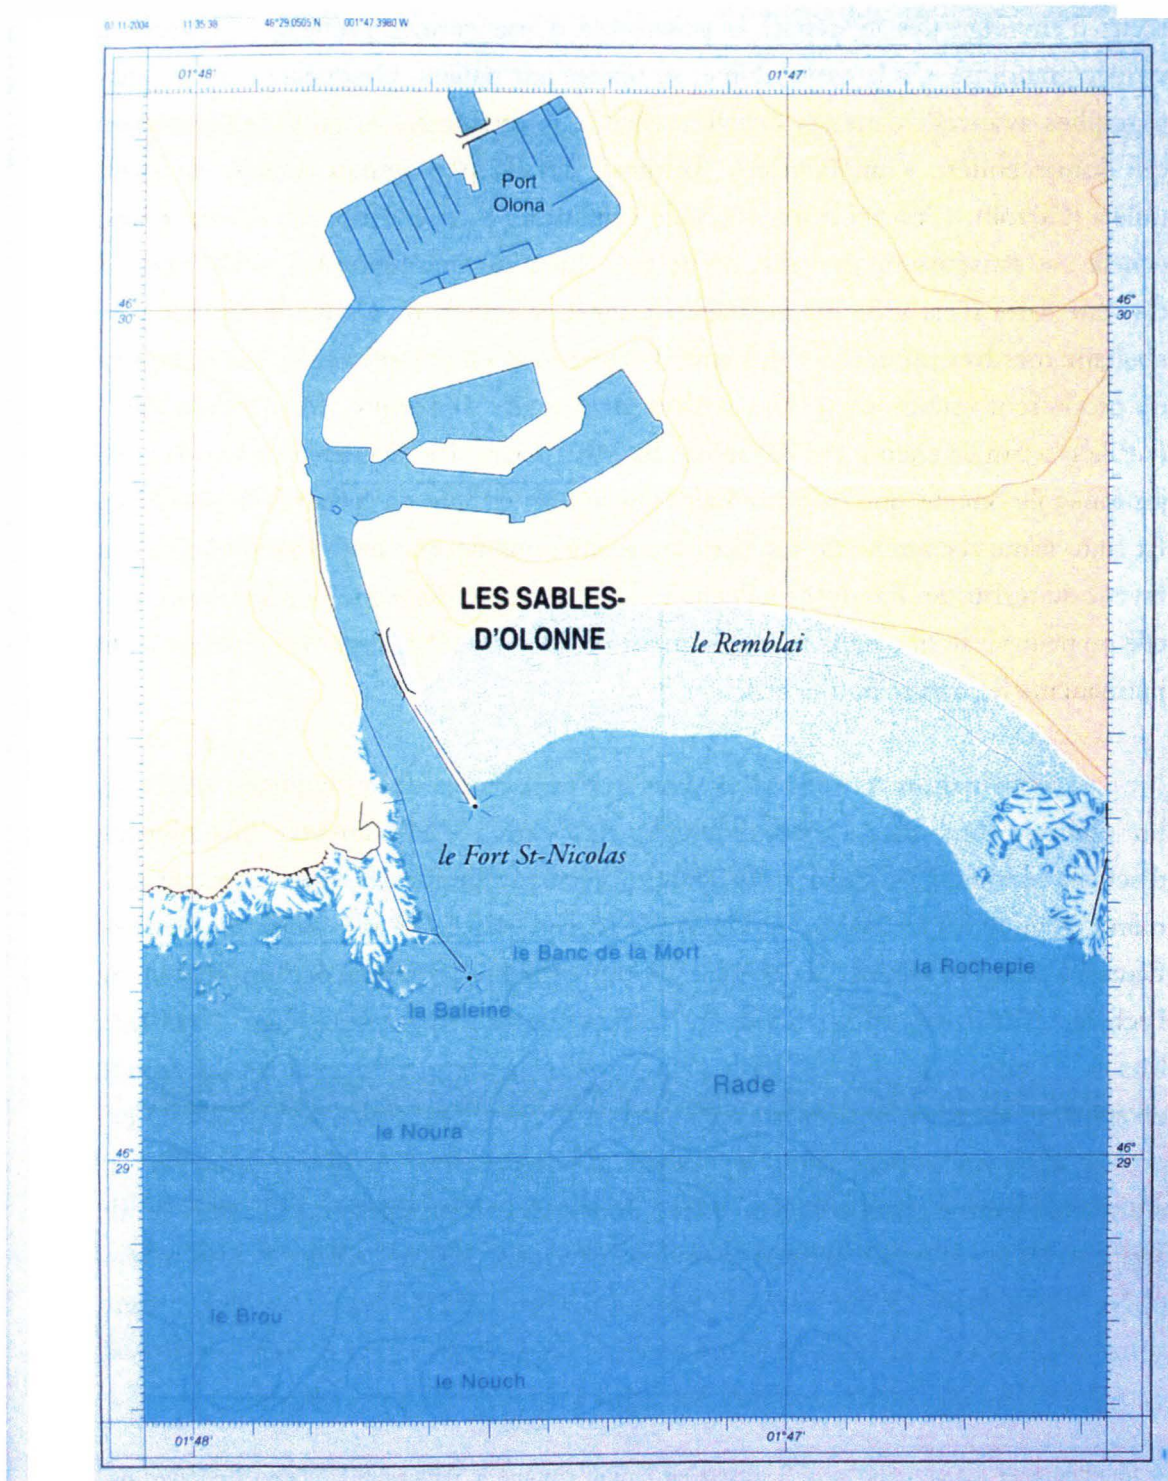 07-11-2004 11:35:38 46°29.0505 N 001°47.3980 W
01°48' 01°47'
Port
Olona
46° 46°
30' 30'
LES SABLES-
D'OLONNE
le Remblai
le Fort St-Nicolas
le Banc de la Mort
la Rochepie
la Baleine
Rade
le Noura
46° 46°
29' 29'
le Brou
le Nouch
01°48' 01°47'